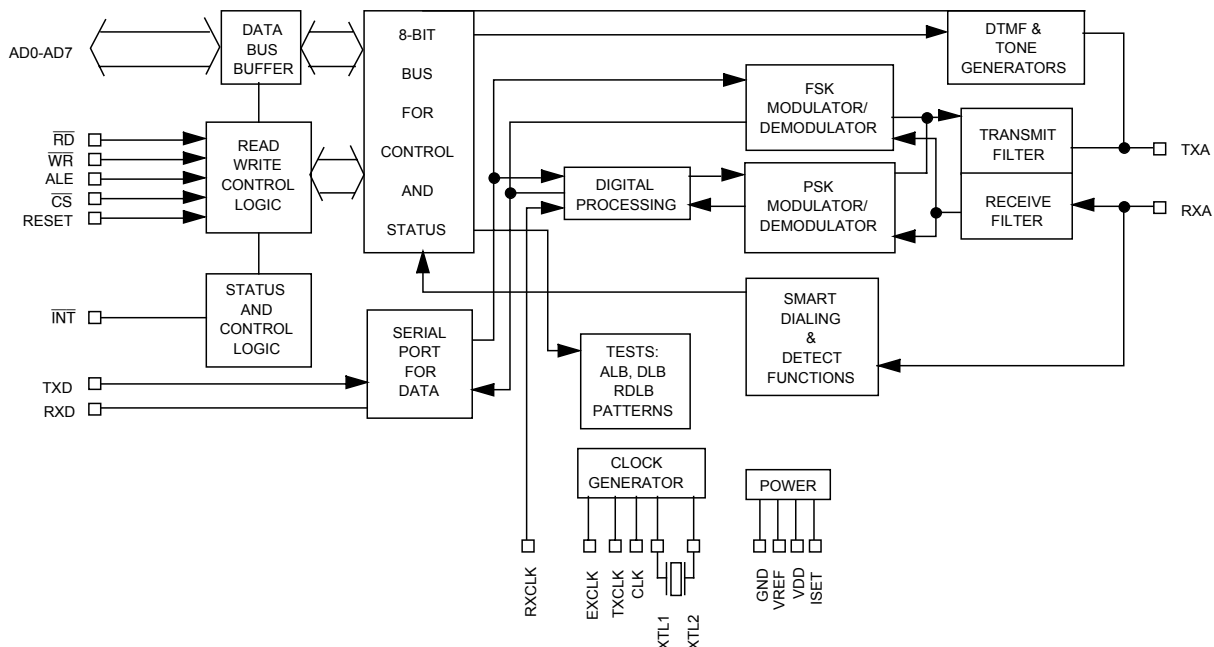 AD0-AD7
DATA
BUS
BUFFER
8-BIT
BUS
FOR
CONTROL
AND
STATUS
DTMF &
TONE
GENERATORS
FSK
MODULATOR/
DEMODULATOR
RD
WR
ALE
CS
RESET
READ
WRITE
CONTROL
LOGIC
DIGITAL
PROCESSING
PSK
MODULATOR/
DEMODULATOR
TRANSMIT
FILTER
RECEIVE
FILTER
TXA
RXA
INT
STATUS
AND
CONTROL
LOGIC
SERIAL
PORT
FOR
DATA
TXD
RXD
TESTS:
ALB, DLB
RDLB
PATTERNS
SMART
DIALING
&
DETECT
FUNCTIONS
CLOCK
GENERATOR
POWER
RXCLK
EXCLK
TXCLK
CLK
XTL1
XTL2
GND
VREF
VDD
ISET